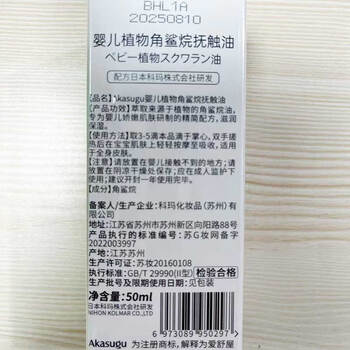 BHL1A
20250810
婴儿植物角鲨烷抚触油
ベビー植物スクワラン油
配方日本科玛株式会社研发
【品名】Akasugu婴儿植物角鲨烷抚触油
【产品功效】萃取来源于植物的角鲨烷油，
专为婴儿娇嫩肌肤研制的精简配方，滋润
保湿。
【使用方法】取3-5滴本品滴于掌心，双手搓
热后在宝宝肌肤上轻轻按摩至吸收，适用
于全身皮肤。
【注意】请放置在婴儿接触不到的地方；请放
置在阴凉干燥处保存；应在成人监护下
使用；建议开封一年使用完毕。
【成分】角鲨烷
备案人/生产企业：科玛化妆品（苏州）有
限公司
地址：江苏省苏州市苏州新区向阳路88号
产品执行的标准编号：苏G妆网备字
2022003997
产地：江苏苏州
生产许可证：苏妆20160108
执行标准：GB/T 29990(II型)
检验合格
生产批号及限期使用日期：见包装
净含量：50ml
日本科玛株式会社研发
NIHON KOLMAR CO.,LTD
6 973089 950297 >
Akasugu 为注册商标，解释为爱舒屋